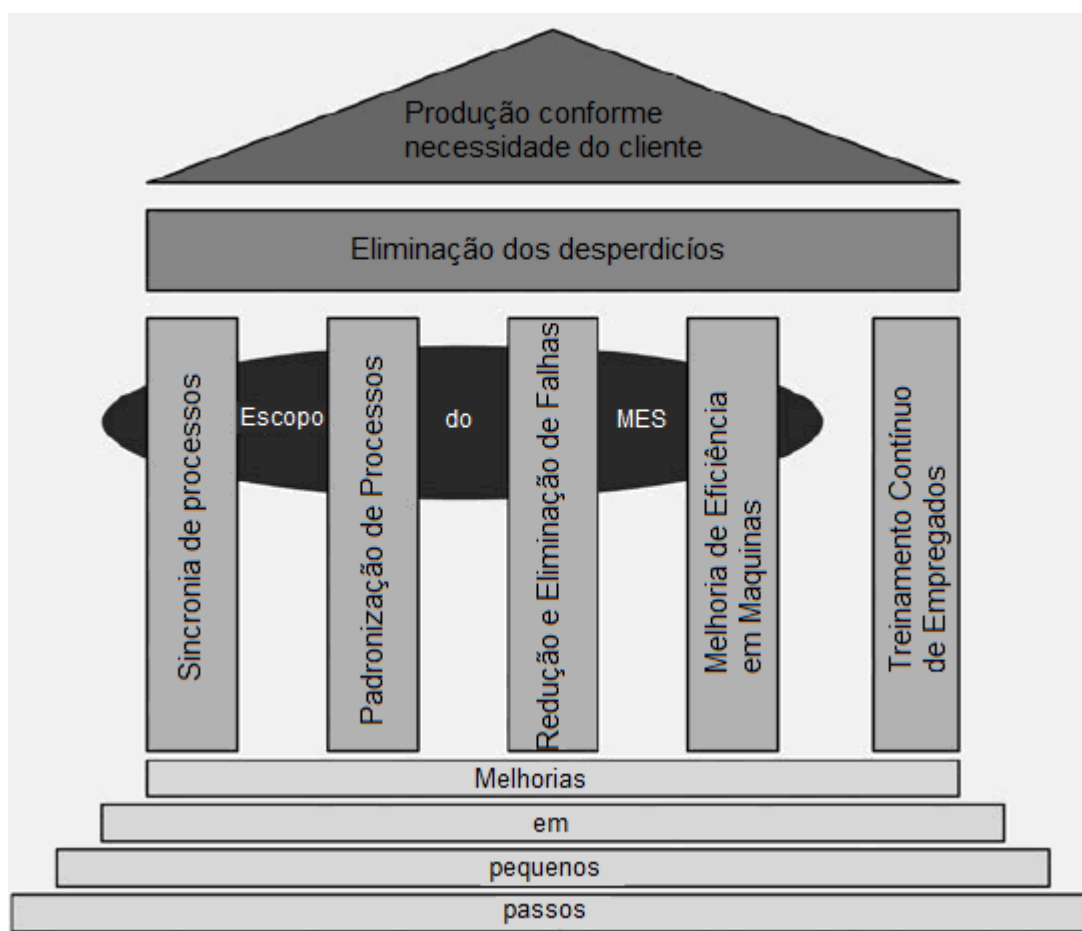 Produção conforme
necessidade do cliente
Eliminação dos desperdicíos
Sincronia de processos
Escopo
Padronização de Processos
do
Redução e Eliminação de Falhas
MES
Melhoria de Eficiência
em Maquinas
Treinamento Contínuo
de Empregados
Melhorias
em
pequenos
passos